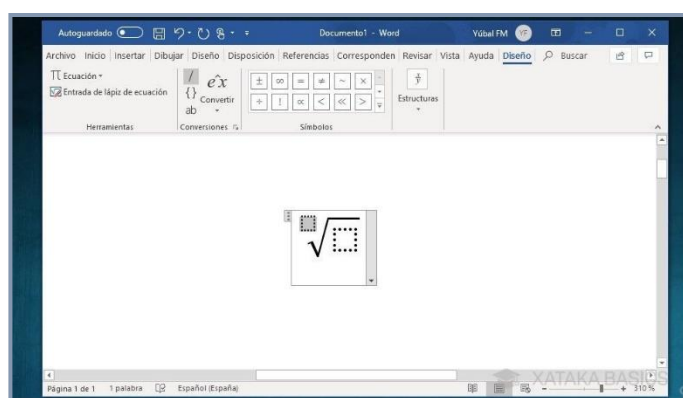 Autoguardado Documento1 - Word Yúbal FM YF
Archivo Inicio Insertar Dibujar Diseño Disposición Referencias Corresponden Revisar Vista Ayuda Diseño Buscar
π Ecuación
Entrada de lápiz de ecuación
/ {} ab
eˆx Convertir
± ∞ = ≠ ~ ×
÷ ! ∝ < ≪ >
Estructuras
Herramientas Conversiones Símbolos
√
Página 1 de 1 1 palabra Español (España) 310 %
XATAKA BASICS